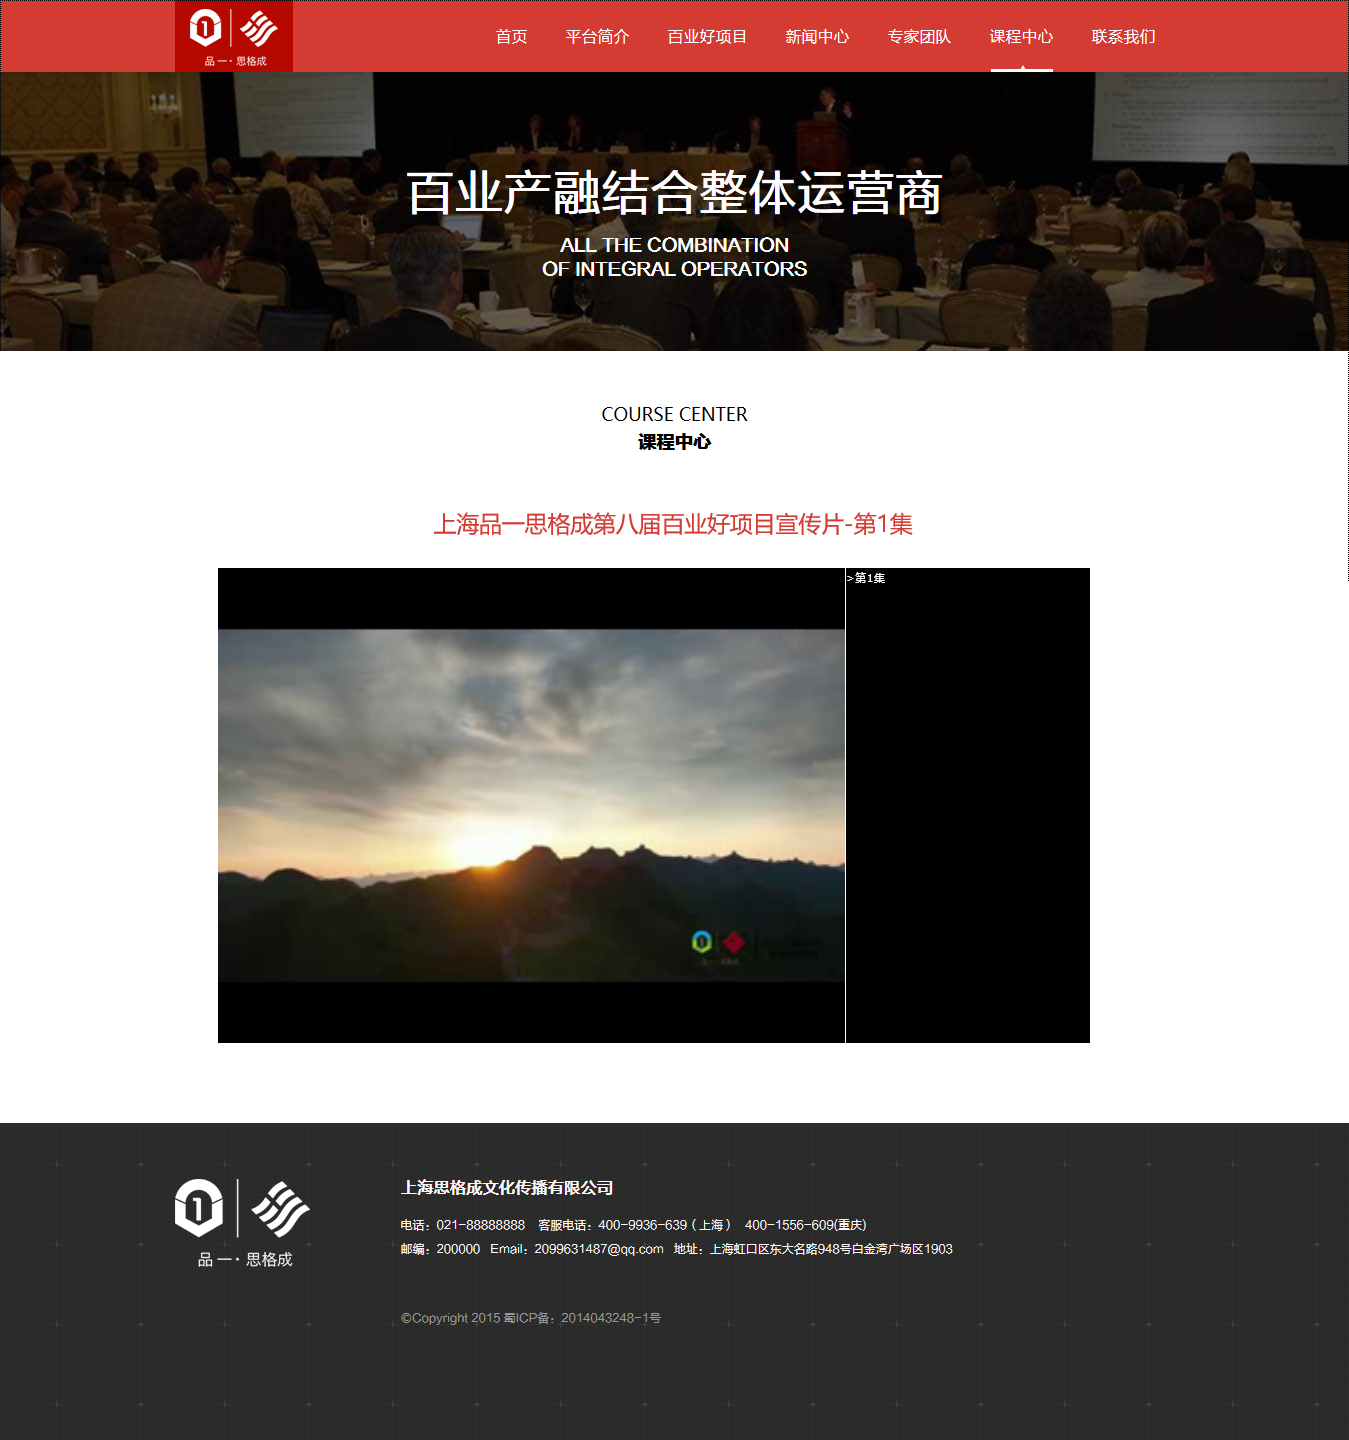 品一·思格成
首页 平台简介 百业好项目 新闻中心 专家团队 课程中心 联系我们
百业产融结合整体运营商
ALL THE COMBINATION
OF INTEGRAL OPERATORS
COURSE CENTER
课程中心
上海品一思格成第八届百业好项目宣传片-第1集
>第1集
上海思格成文化传播有限公司
电话：021-88888888 客服电话：400-9936-639（上海） 400-1556-609(重庆)
品一·思格成
邮编：200000 Email：2099631487@qq.com 地址：上海虹口区东大名路948号白金湾广场区1903
©Copyright 2015 蜀ICP备：2014043248-1号